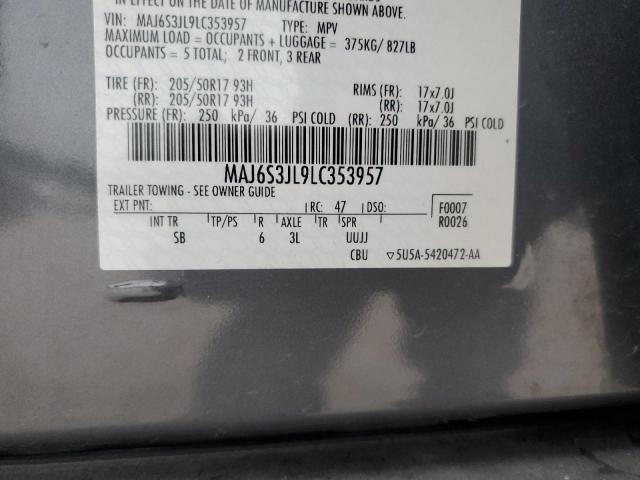 IN EFFECT ON THE DATE OF MANUFACTURE SHOWN ABOVE.
VIN: MAJ6S3JL9LC353957 TYPE: MPV
MAXIMUM LOAD = OCCUPANTS + LUGGAGE = 375KG/ 827LB
OCCUPANTS = 5 TOTAL; 2 FRONT, 3 REAR
TIRE (FR): 205/50R17 93H RIMS (FR): 17x7.0J
(RR): 205/50R17 93H (RR): 17x7.0J
PRESSURE (FR): 250 kPa/ 36 PSI COLD (RR): 250 kPa/ 36 PSI COLD
MAJ6S3JL9LC353957
TRAILER TOWING - SEE OWNER GUIDE
EXT PNT: RC: 47 DSO: F0007
INT TR TP/PS R AXLE TR SPR R0026
SB 6 3L UUJJ
CBU ▽5U5A-5420472-AA